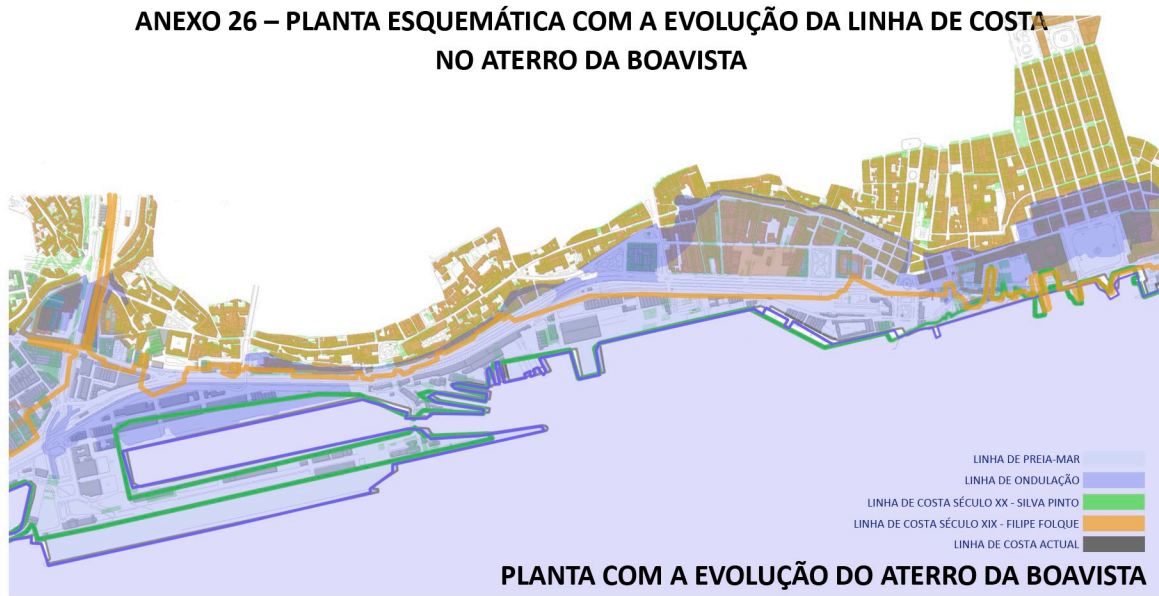 ANEXO 26 – PLANTA ESQUEMÁTICA COM A EVOLUÇÃO DA LINHA DE COSTA
NO ATERRO DA BOAVISTA
LINHA DE PREIA-MAR
LINHA DE ONDULAÇÃO
LINHA DE COSTA SÉCULO XX - SILVA PINTO
LINHA DE COSTA SÉCULO XIX - FILIPE FOLQUE
LINHA DE COSTA ACTUAL
PLANTA COM A EVOLUÇÃO DO ATERRO DA BOAVISTA